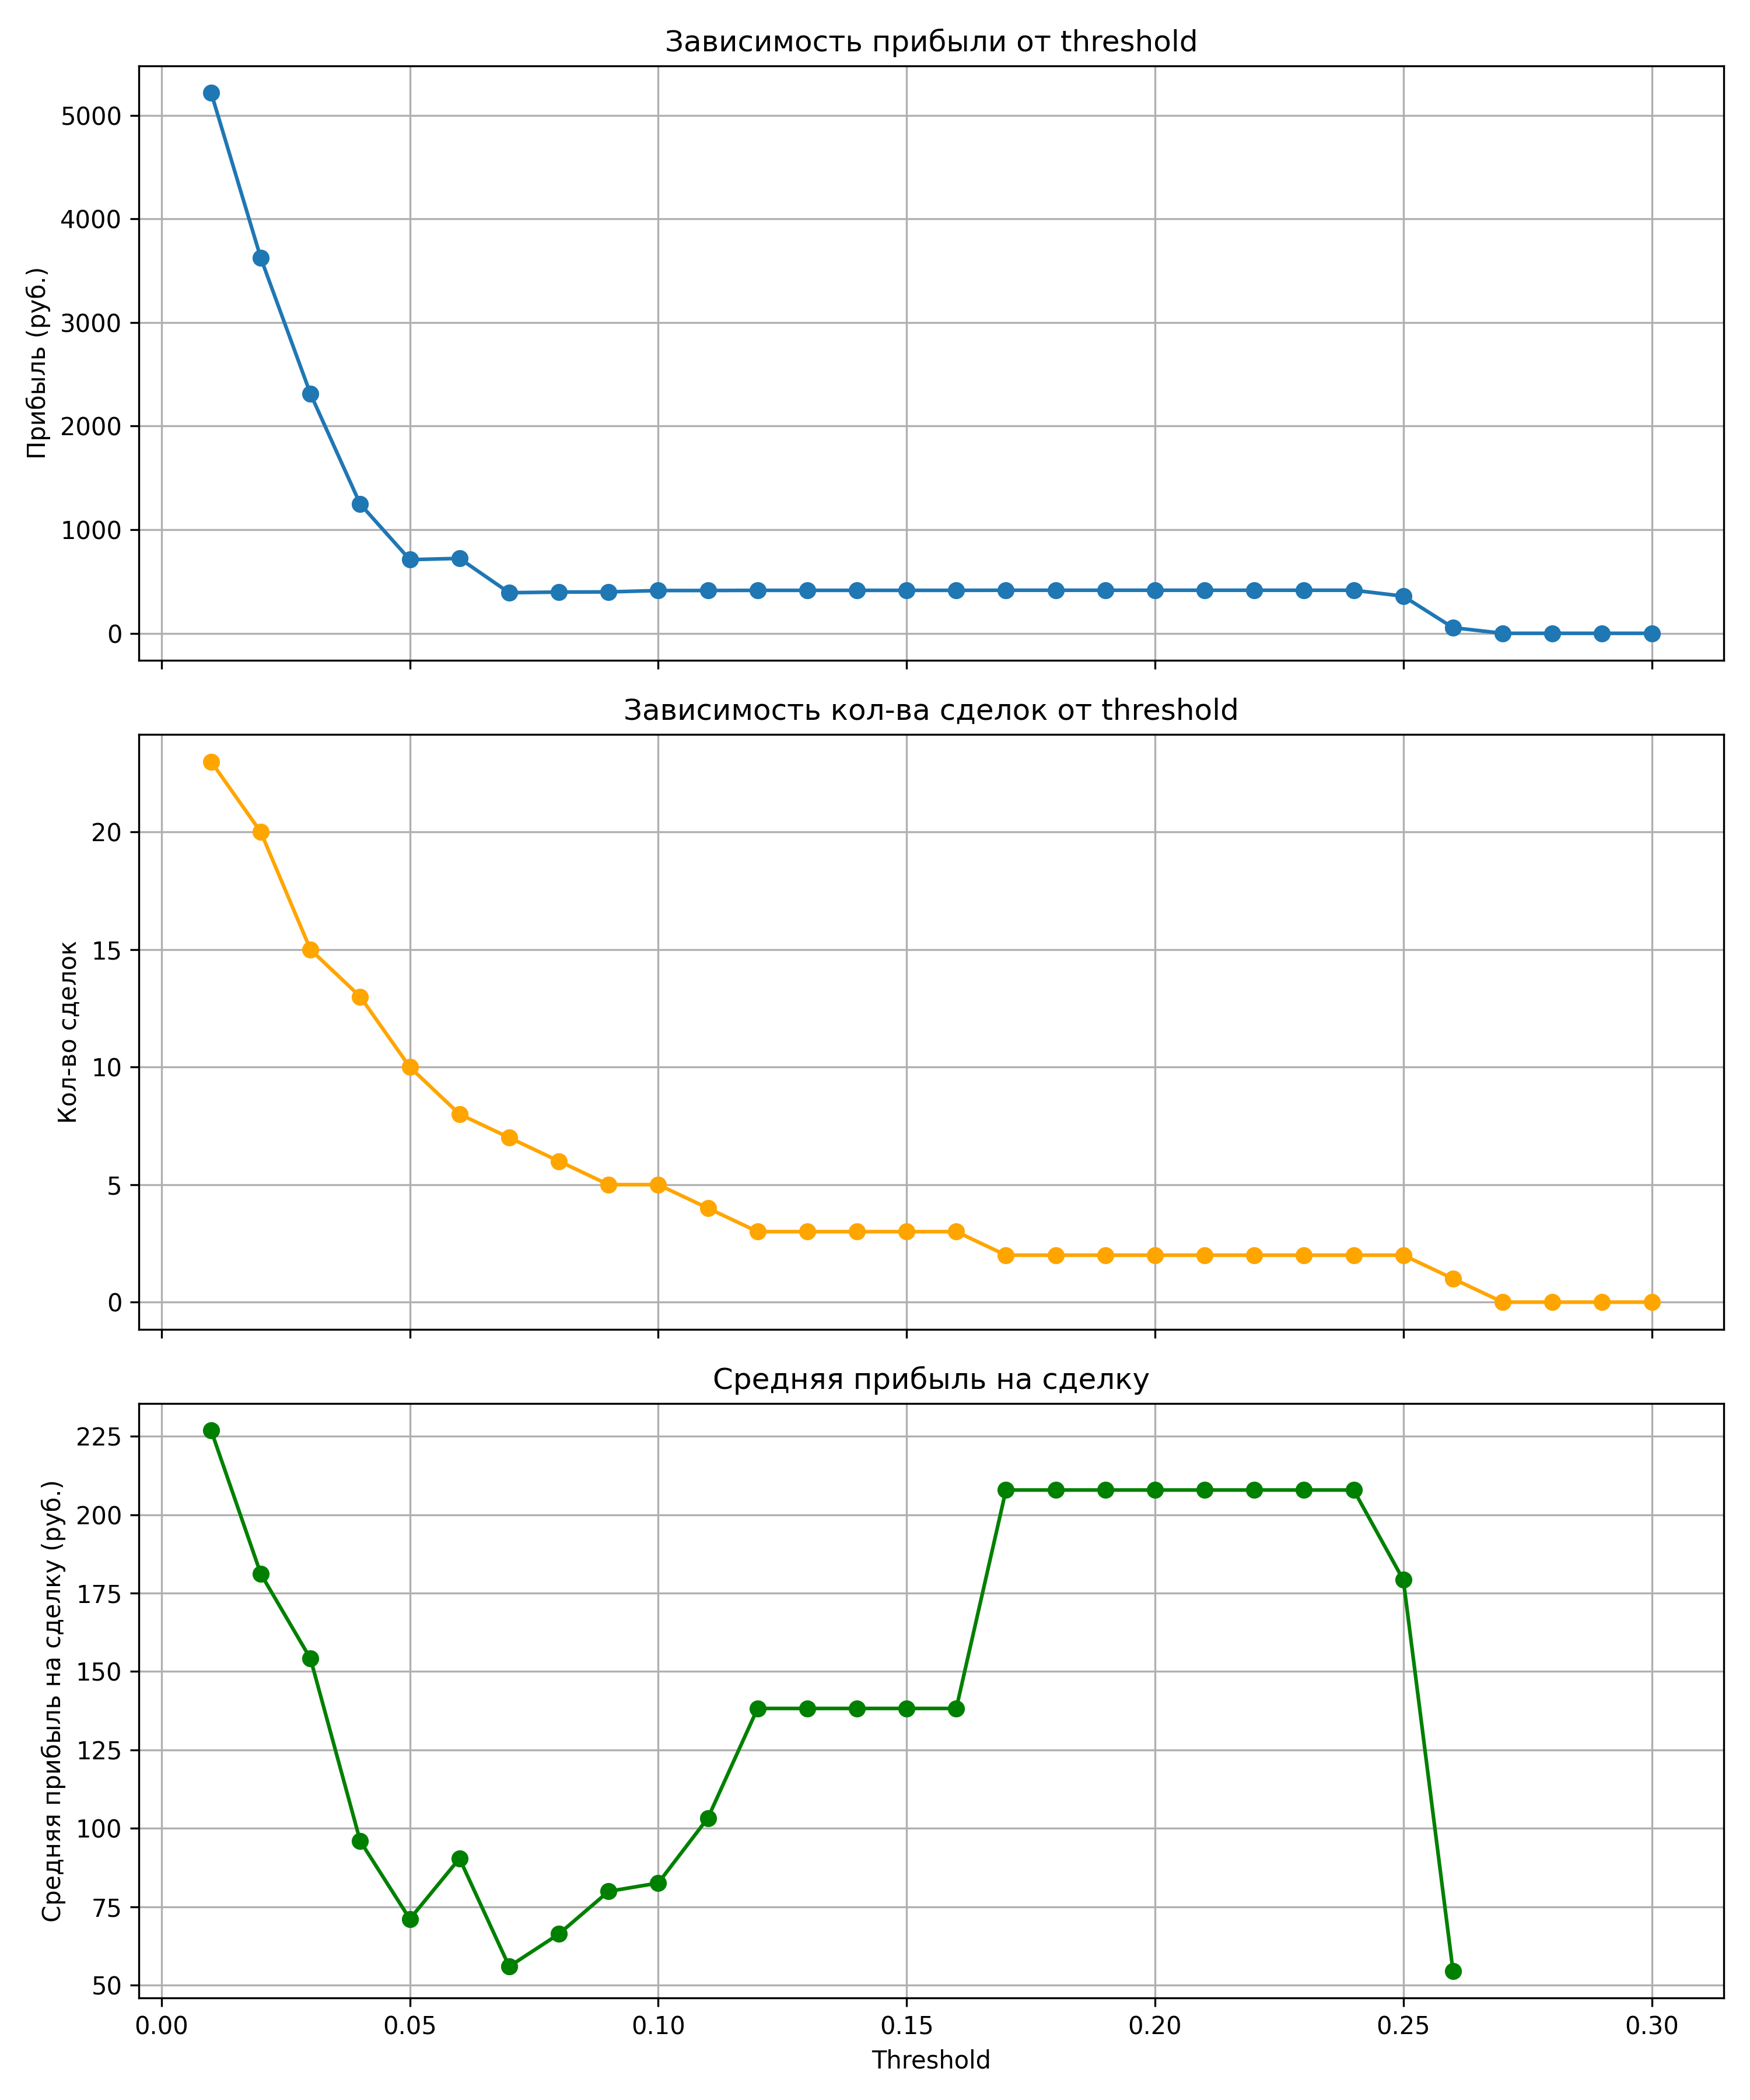 Зависимость прибыли от threshold
Прибыль (руб.)
5000
4000
3000
2000
1000
0
Зависимость кол-ва сделок от threshold
Кол-во сделок
20
15
10
5
0
Средняя прибыль на сделку
Средняя прибыль на сделку (руб.)
225
200
175
150
125
100
75
50
0.00 0.05 0.10 0.15 0.20 0.25 0.30
Threshold